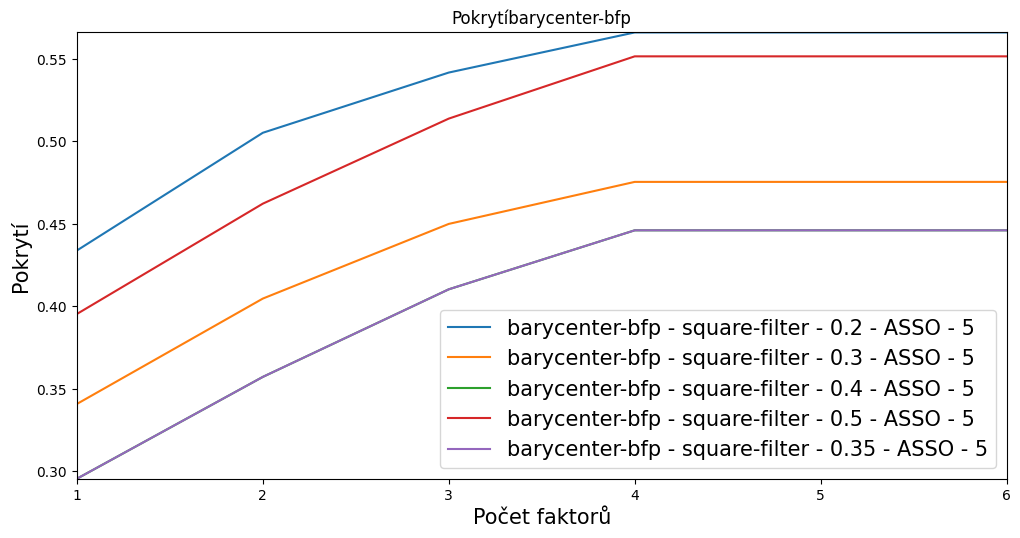 Pokrytíbarycenter-bfp
Pokrytí
0.55
0.50
0.45
0.40
0.35
0.30
barycenter-bfp - square-filter - 0.2 - ASSO - 5
barycenter-bfp - square-filter - 0.3 - ASSO - 5
barycenter-bfp - square-filter - 0.4 - ASSO - 5
barycenter-bfp - square-filter - 0.5 - ASSO - 5
barycenter-bfp - square-filter - 0.35 - ASSO - 5
1 2 3 4 5 6
Počet faktorů